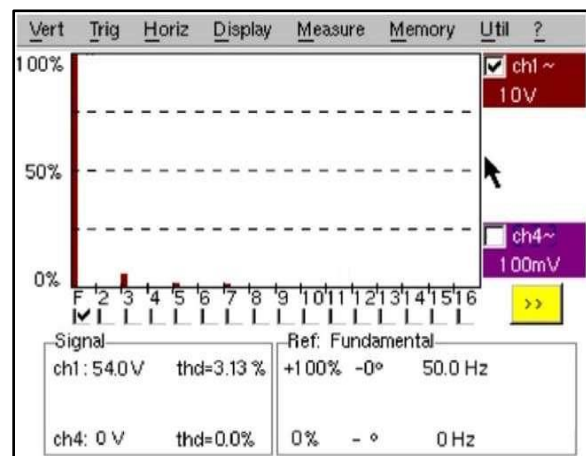 Vert Trig Horiz Display Measure Memory Util ?
100%
ch1~
10V
50%
ch4~
100mV
0%
F 2 3 4 5 6 7 8 9 10 11 12 13 14 15 16
>>
Signal
ch1: 54.0V thd=3.13 %
ch4: 0 V thd=0.0%
Ref: Fundamental
+100% -0° 50.0 Hz
0% - ° 0Hz